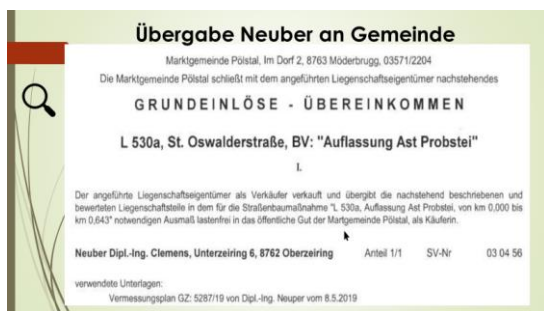 Übergabe Neuber an Gemeinde
Marktgemeinde Pölstal, Im Dorf 2, 8763 Möderbrugg, 03571/2204
Die Marktgemeinde Pölstal schließt mit dem angeführten Liegenschaftseigentümer nachstehendes
GRUNDEINLÖSE - ÜBEREINKOMMEN
L 530a, St. Oswalderstraße, BV: "Auflassung Ast Probstei"
I.
Der angeführte Liegenschaftseigentümer als Verkäufer verkauft und übergibt die nachstehend beschriebenen und
bewerteten Liegenschaftsteile in dem für die Straßenbaumaßnahme "L 530a, Auflassung Ast Probstei, von km 0,000 bis
km 0,643" notwendigen Ausmaß lastenfrei in das öffentliche Gut der Martgemeinde Pölstal, als Käuferin.
Neuber Dipl.-Ing. Clemens, Unterzeiring 6, 8762 Oberzeiring Anteil 1/1 SV-Nr 03 04 56
verwendete Unterlagen:
Vermessungsplan GZ: 5287/19 von Dipl.-Ing. Neuper vom 8.5.2019